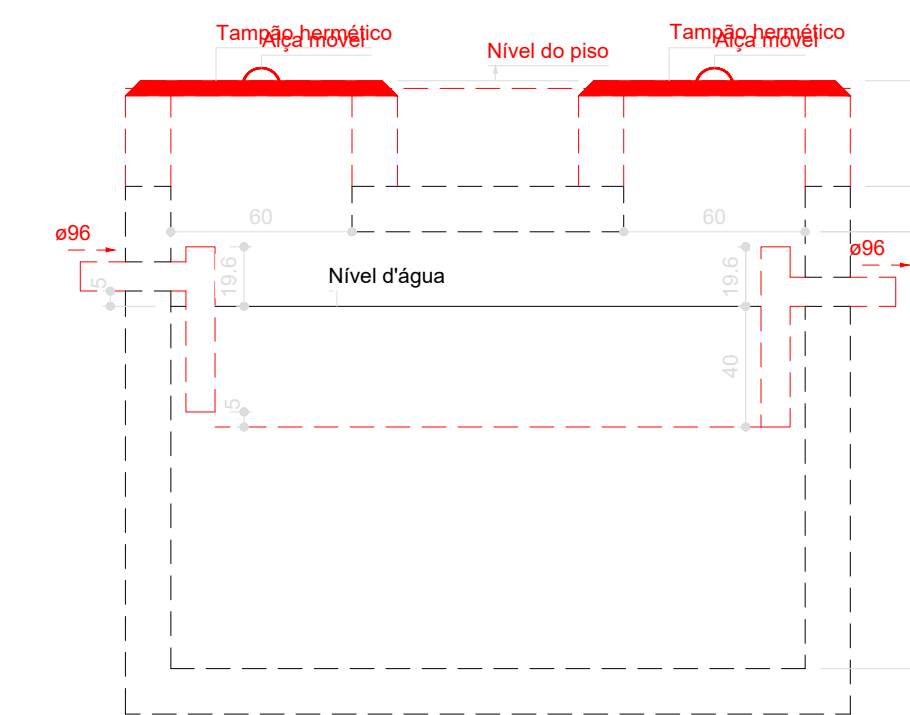 Tampão hermético
Alça móvel
Nível do piso
Tampão hermético
Alça móvel
60
60
ø96
ø96
19.6
19.6
5
Nível d'água
40
5